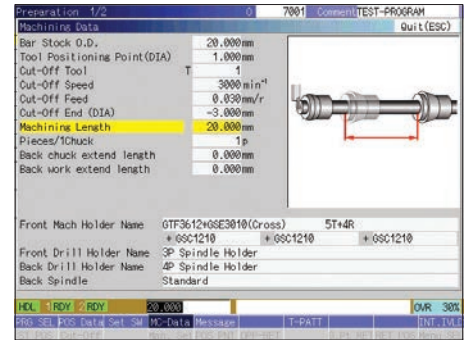 Preparation 1/2 0 7001 Comment TEST-PROGRAM
Machining Data Quit(ESC)
Bar Stock O.D. 20.000mm
Tool Positioning Point(DIA) 1.000mm
Cut-Off Tool T 1
Cut-Off Speed 3000min⁻¹
Cut-Off Feed 0.030mm/r
Cut-Off End (DIA) -3.000mm
Machining Length 20.000mm
Pieces/1Chuck 1p
Back chuck extend length 0.000mm
Back work extend length 0.000mm
Front Mach Holder Name GTF3612+GSE3010(Cross) 5T+4R
+ GSC1210 + GSC1210 + GSC1210
Front Drill Holder Name 3P Spindle Holder
Back Drill Holder Name 4P Spindle Holder
Back Spindle Standard
HDL 1 RDY 2 RDY 20.000 OVR 30%
PRG SEL POS Data Set SW MC-Data Message T-PATT INT.IVLD
ST.POS Cut-Off